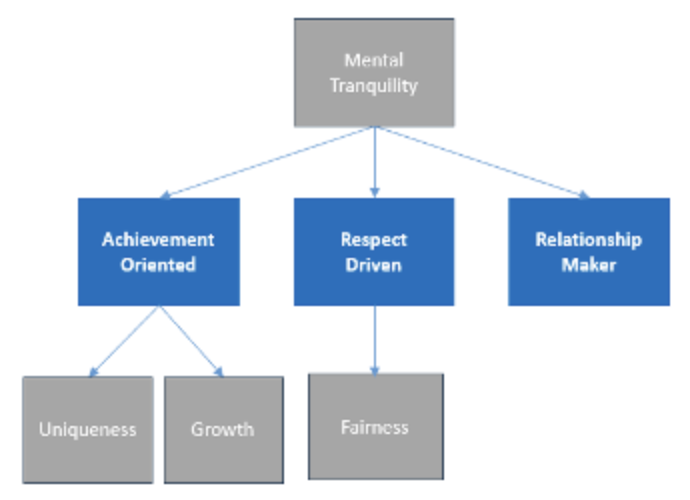 Mental
Tranquility
Achievement
Oriented
Respect
Driven
Relationship
Maker
Uniqueness
Growth
Fairness